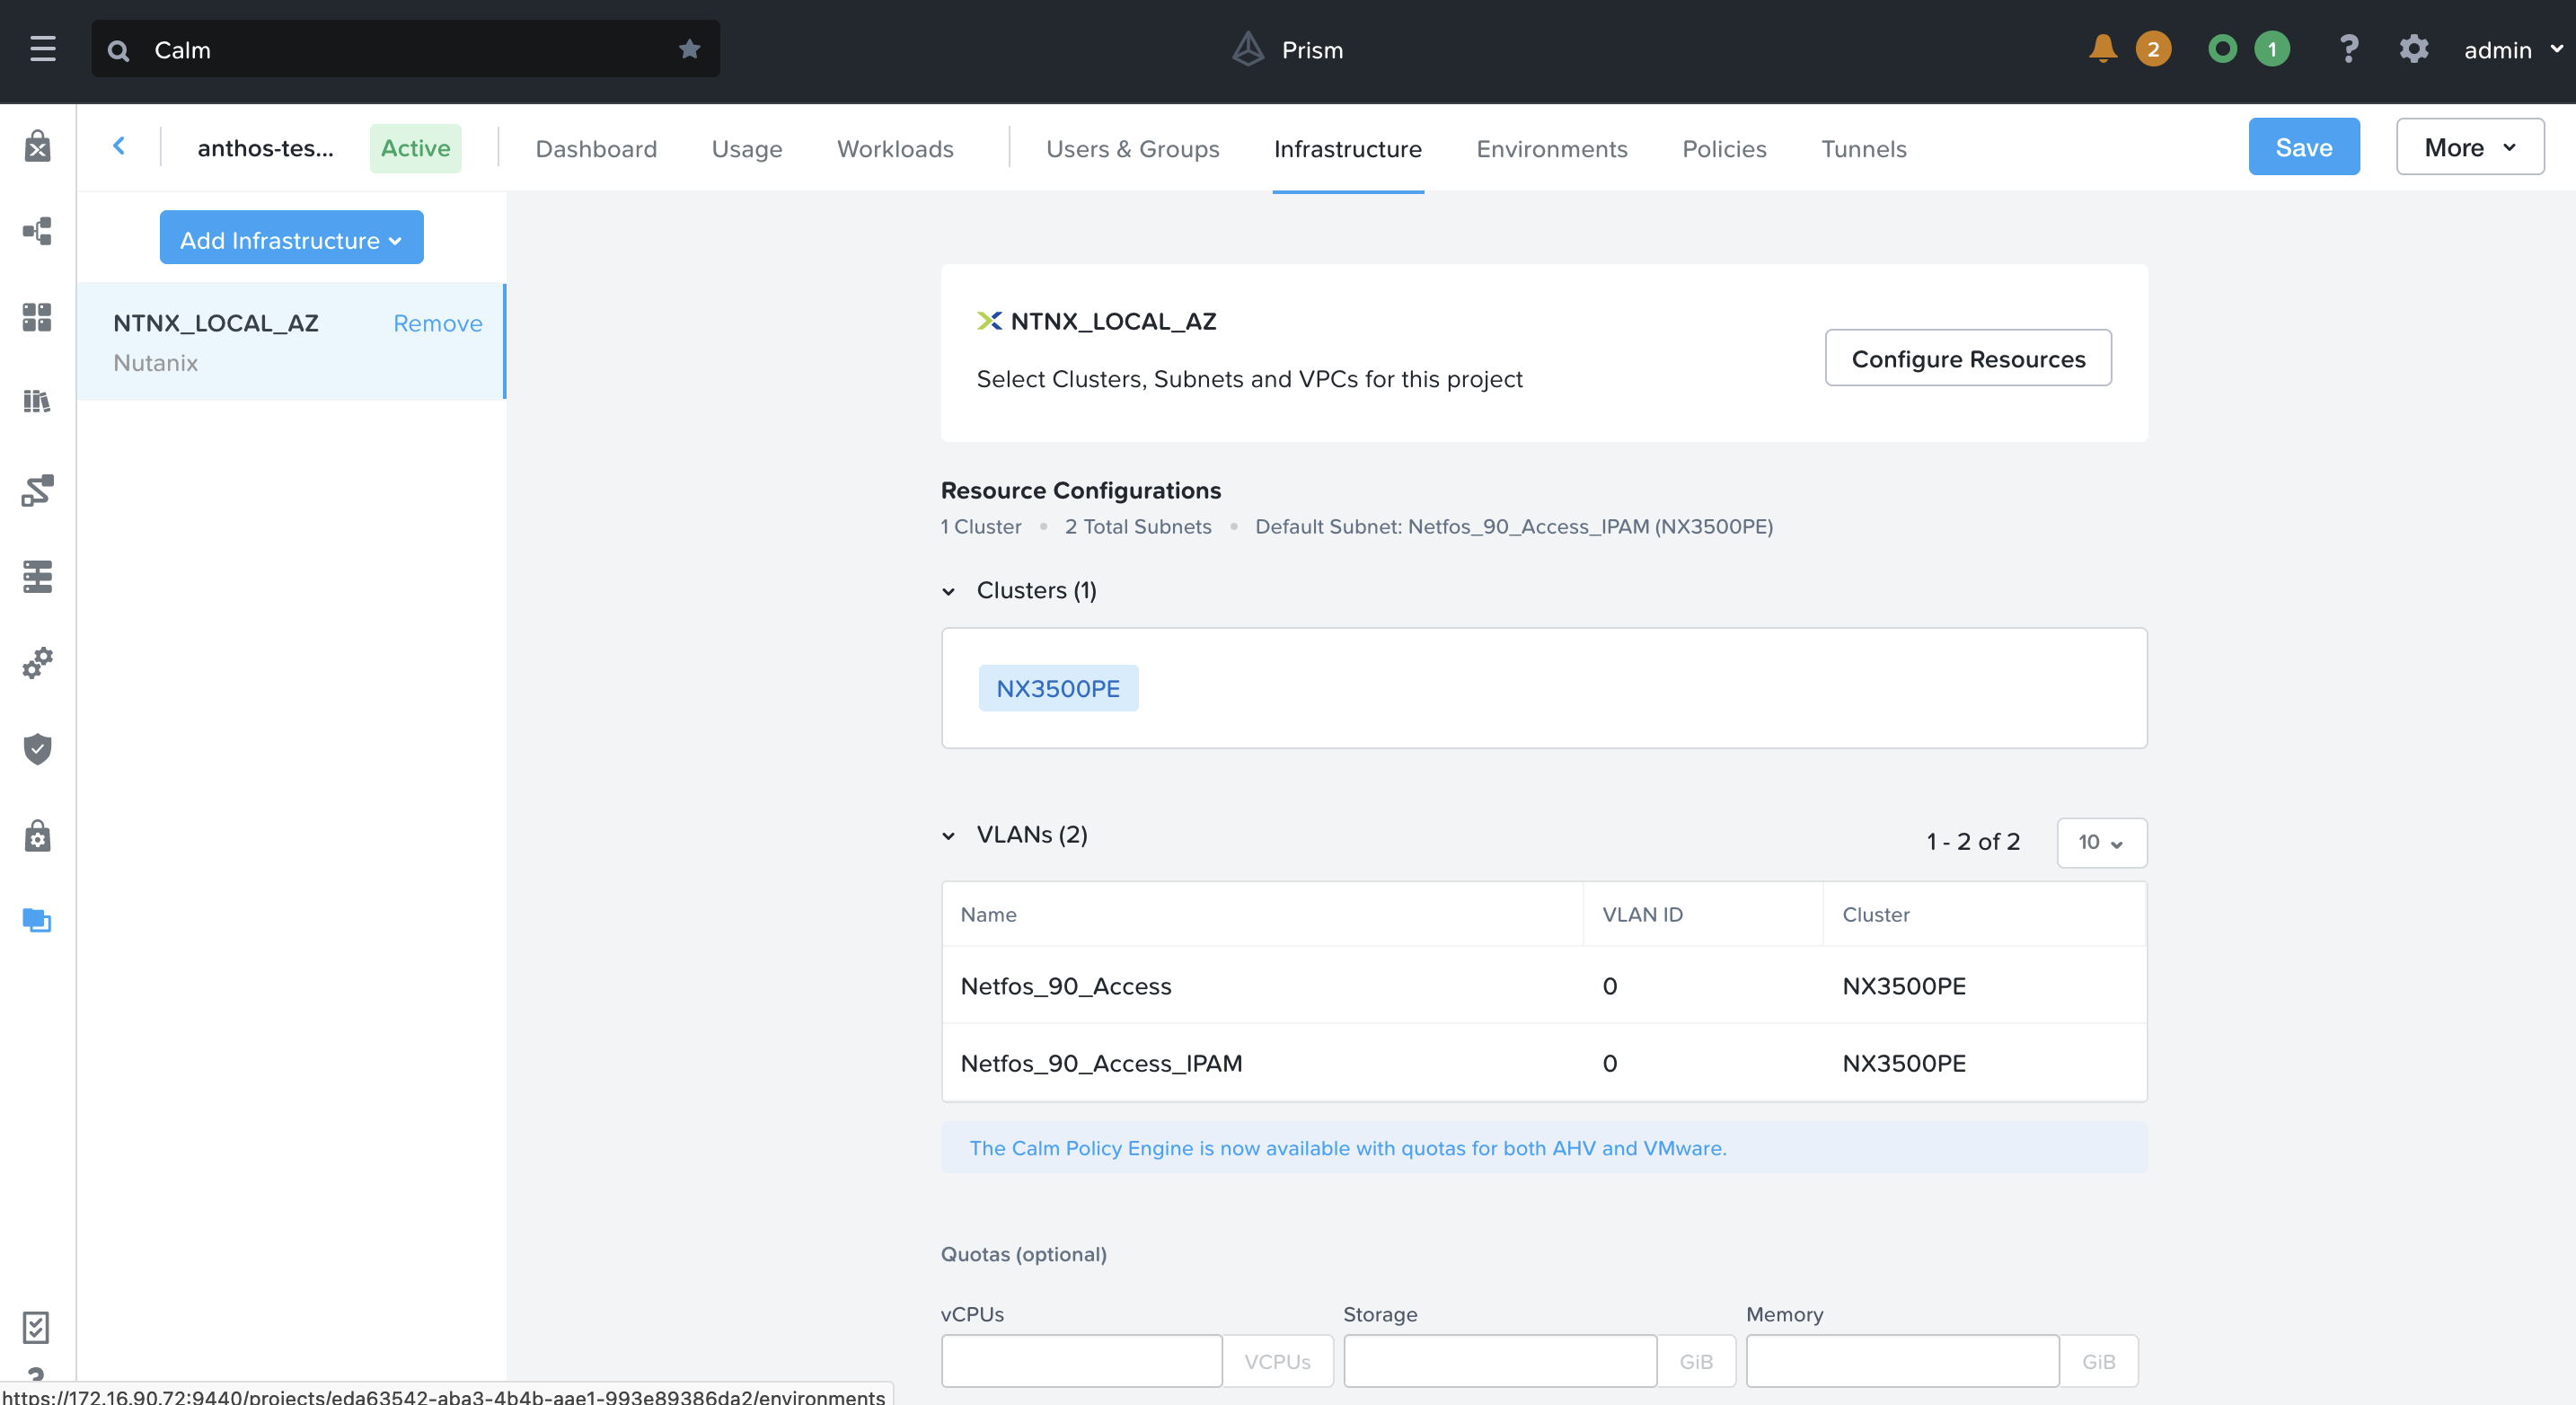 Calm
Prism
2
1
?
admin
anthos-tes...
Active
Dashboard
Usage
Workloads
Users & Groups
Infrastructure
Environments
Policies
Tunnels
Save
More
Add Infrastructure
NTNX_LOCAL_AZ
Remove
Nutanix
NTNX_LOCAL_AZ
Select Clusters, Subnets and VPCs for this project
Configure Resources
Resource Configurations
1 Cluster • 2 Total Subnets • Default Subnet: Netfos_90_Access_IPAM (NX3500PE)
Clusters (1)
NX3500PE
VLANs (2)
1 - 2 of 2
10
Name VLAN ID Cluster
Netfos_90_Access 0 NX3500PE
Netfos_90_Access_IPAM 0 NX3500PE
The Calm Policy Engine is now available with quotas for both AHV and VMware.
Quotas (optional)
vCPUs Storage Memory
VCPUs GiB GiB
?
https://172.16.90.72:9440/projects/eda63542-aba3-4b4b-aae1-993e89386da2/environments